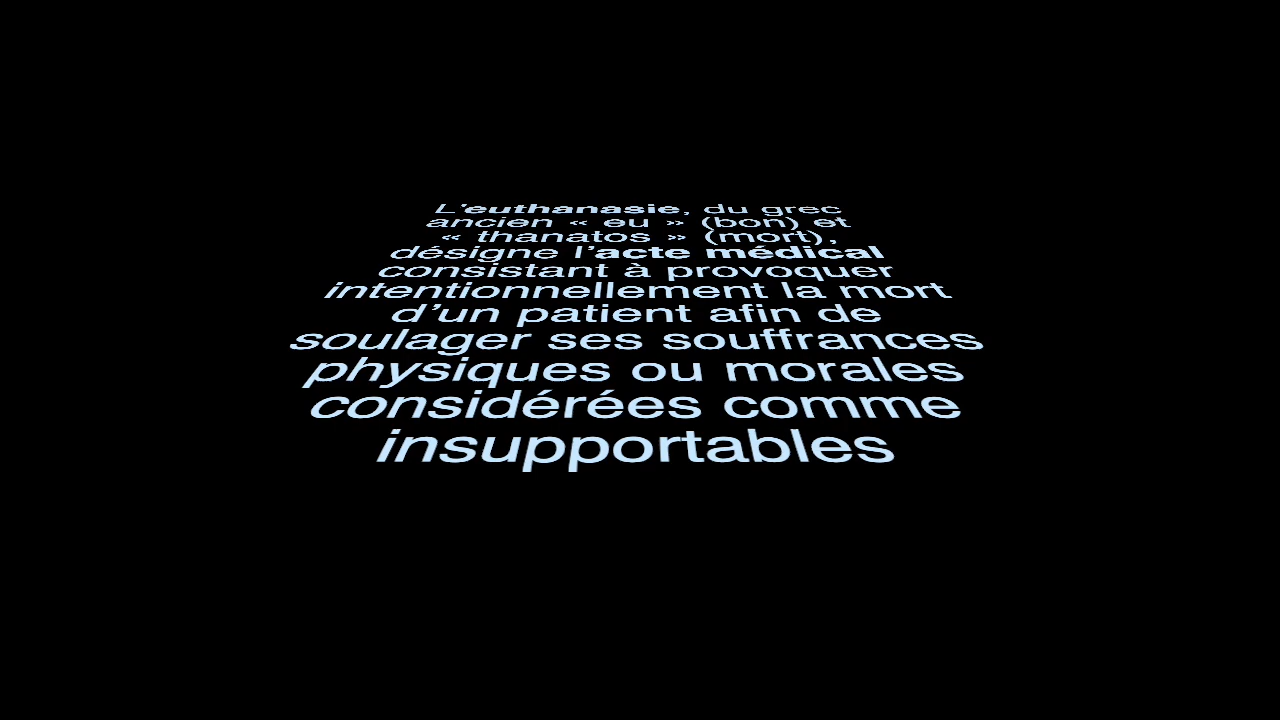 L’euthanasie, du grec
ancien « eu » (bon) et
« thanatos » (mort),
désigne l’acte médical
consistant à provoquer
intentionnellement la mort
d’un patient afin de
soulager ses souffrances
physiques ou morales
considérées comme
insupportables